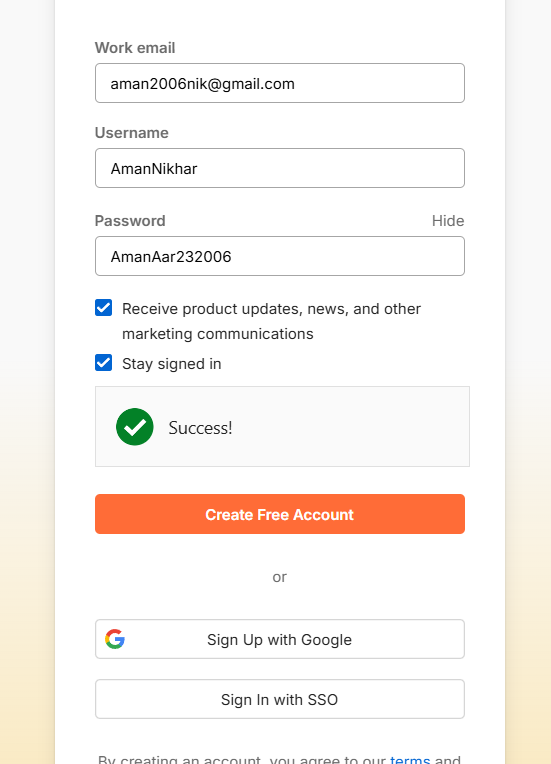 Work email
aman2006nik@gmail.com
Username
AmanNikhar
Password Hide
AmanAar232006
Receive product updates, news, and other
marketing communications
Stay signed in
Success!
Create Free Account
or
Sign Up with Google
Sign In with SSO
By creating an account, you agree to our terms and